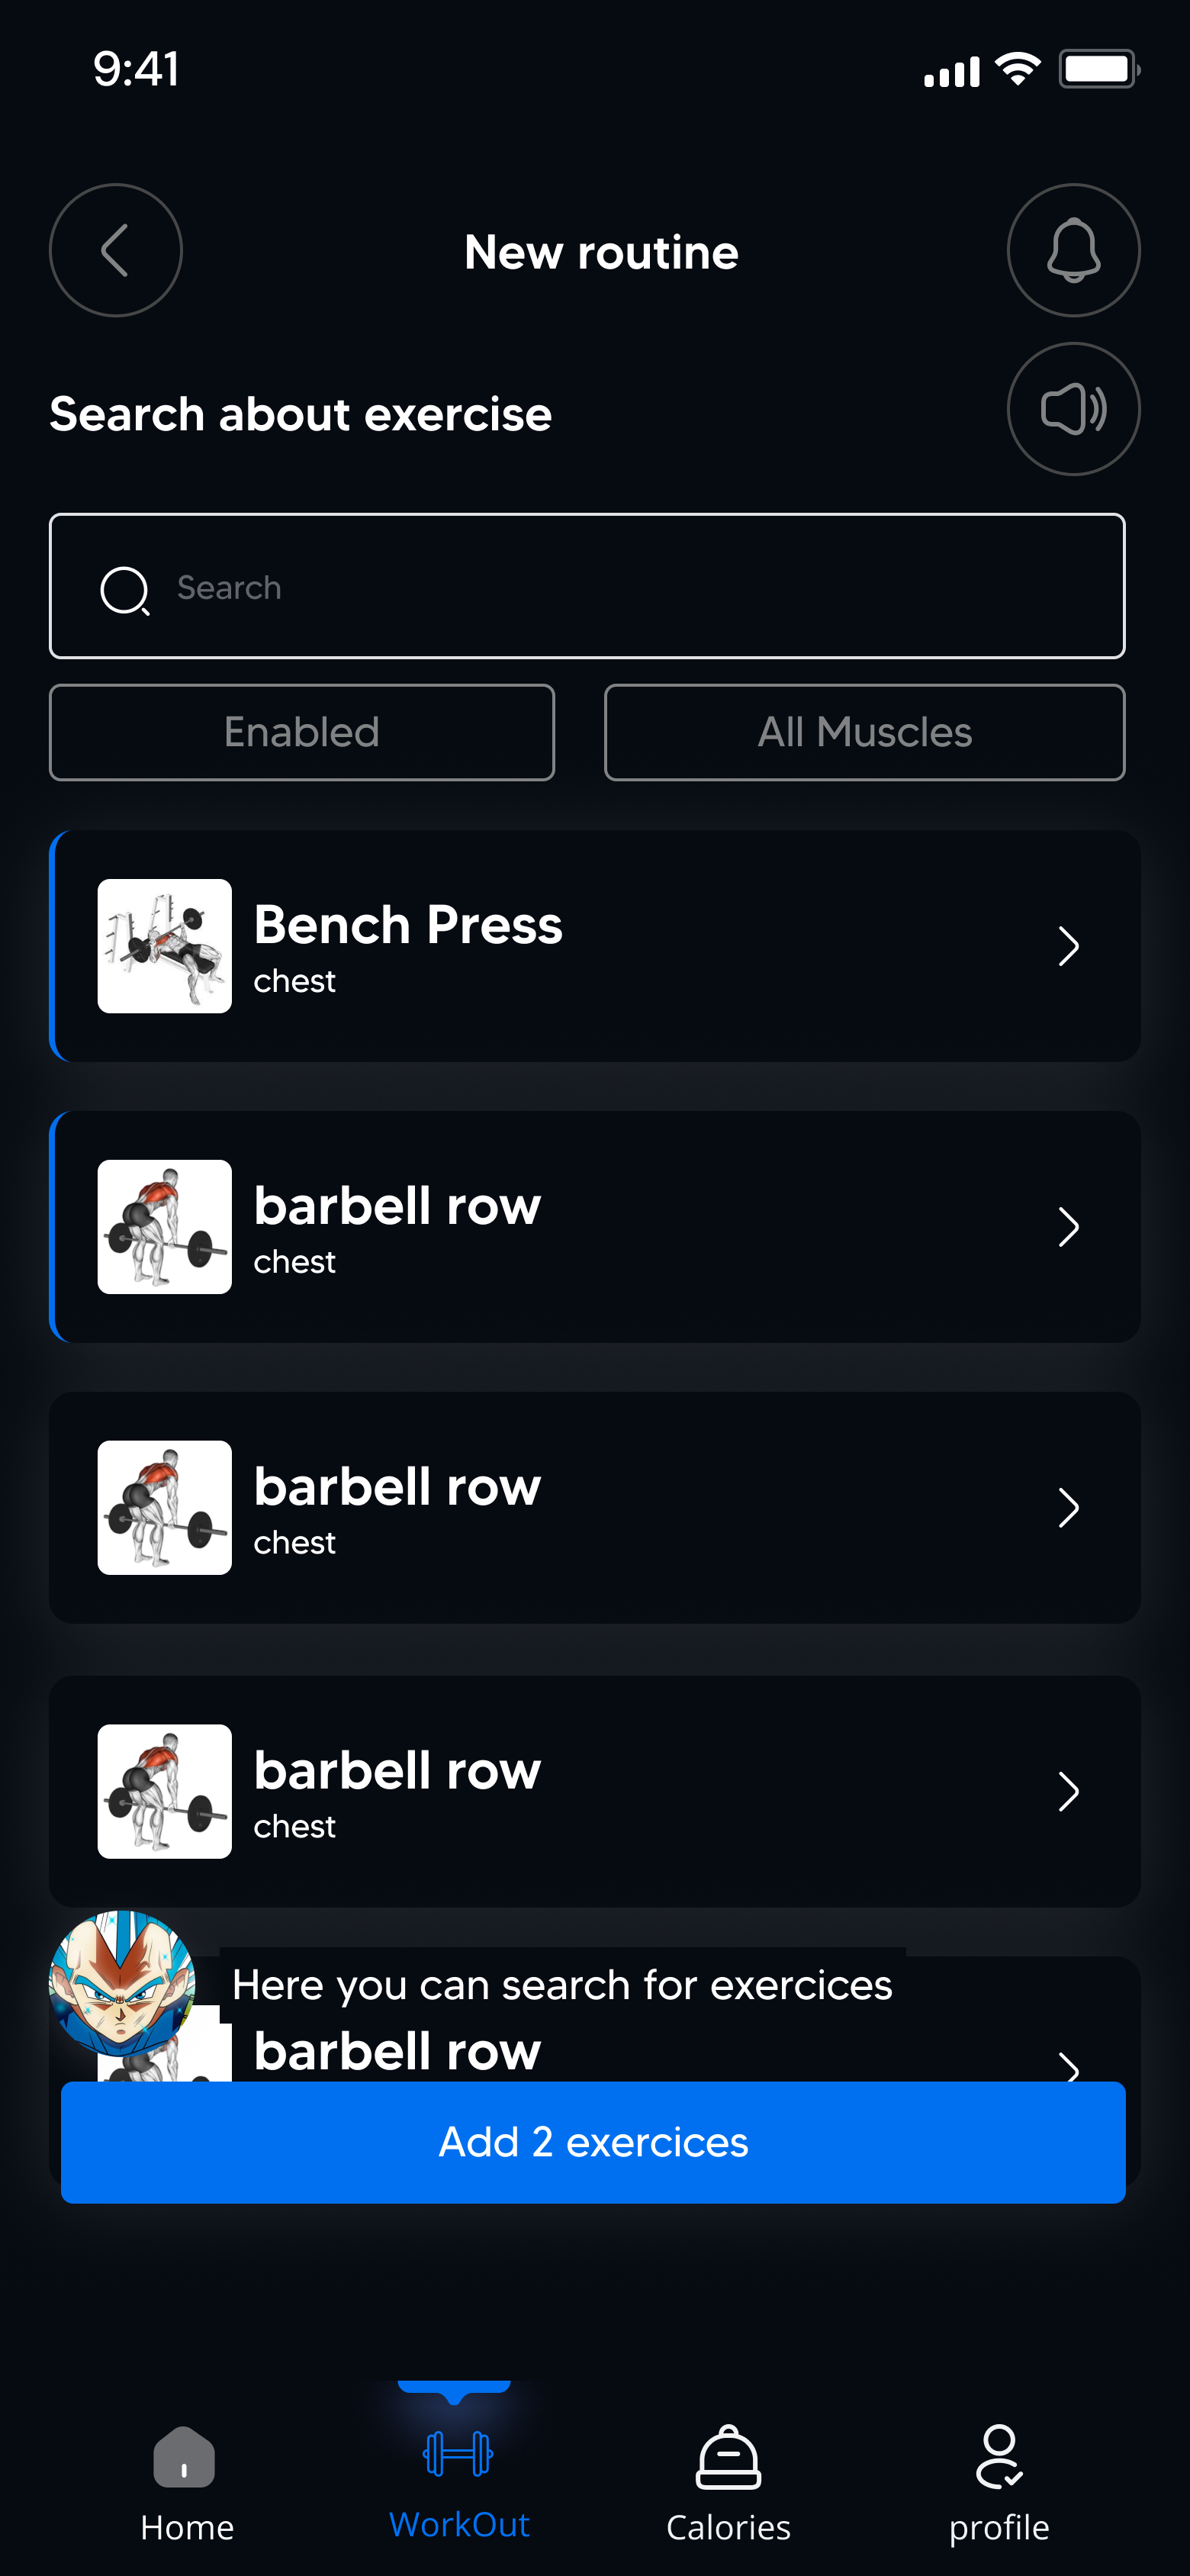 9:41
New routine
Search about exercise
Search
Enabled
All Muscles
Bench Press
chest
barbell row
chest
barbell row
chest
barbell row
chest
Here you can search for exercices
barbell row
Add 2 exercices
Home
WorkOut
Calories
profile